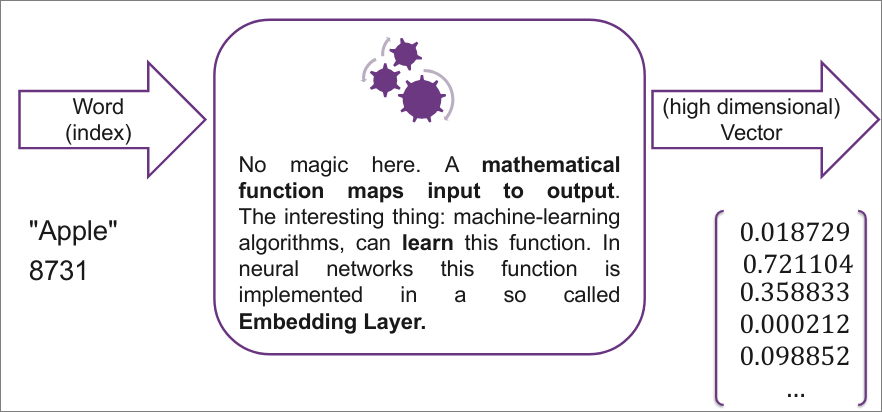 Word
(index)
"Apple"
8731
No magic here. A mathematical
function maps input to output.
The interesting thing: machine-learning
algorithms, can learn this function. In
neural networks this function is
implemented in a so called
Embedding Layer.
(high dimensional)
Vector
0.018729
0.721104
0.358833
0.000212
0.098852
...